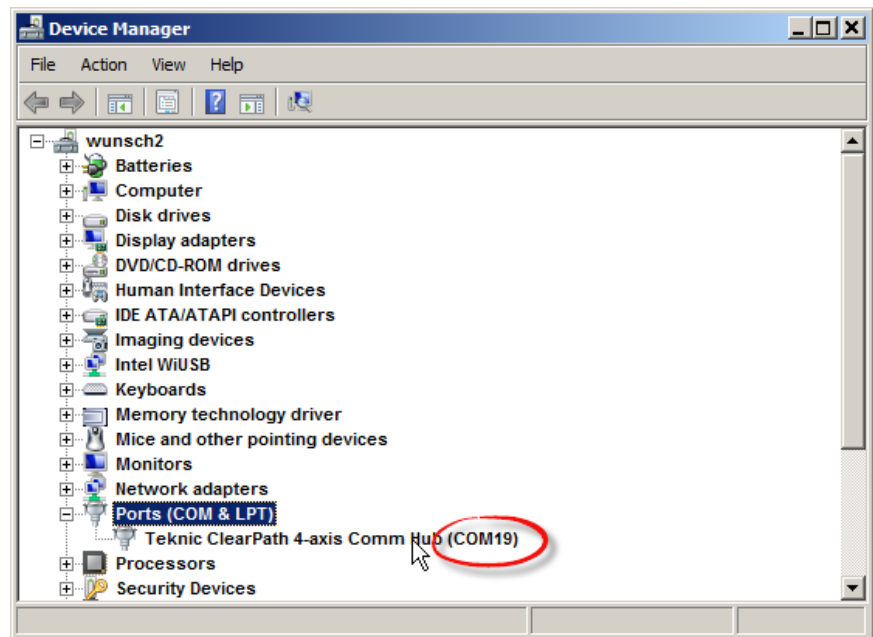 Device Manager
File Action View Help
wunsch2
Batteries
Computer
Disk drives
Display adapters
DVD/CD-ROM drives
Human Interface Devices
IDE ATA/ATAPI controllers
Imaging devices
Intel WiUSB
Keyboards
Memory technology driver
Mice and other pointing devices
Monitors
Network adapters
Ports (COM & LPT)
Teknic ClearPath 4-axis Comm Hub (COM19)
Processors
Security Devices